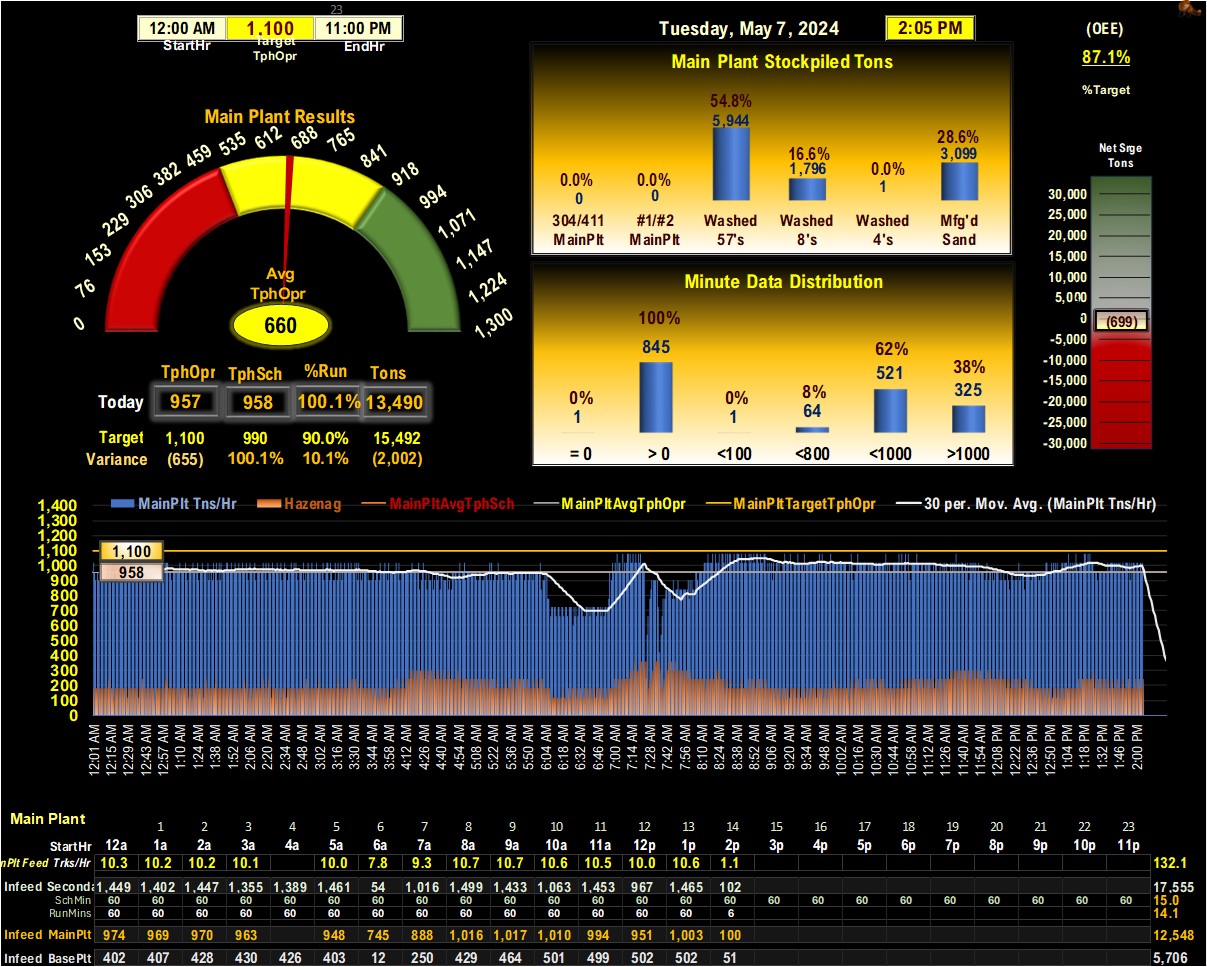 23
12:00 AM 1,100 11:00 PM
StartHr Target EndHr
TphOpr
Tuesday, May 7, 2024 2:05 PM
(OEE)
87.1%
%Target
Main Plant Results
0 76 153 229 306 382 459 535 612 688 765 841 918 994 1,071 1,147 1,224 1,300
Avg
TphOpr
660
TphOpr TphSch %Run Tons
Today 957 958 100.1% 13,490
Target 1,100 990 90.0% 15,492
Variance (655) 100.1% 10.1% (2,002)
Main Plant Stockpiled Tons
0.0% 0.0% 54.8% 16.6% 0.0% 28.6%
0 0 5,944 1,796 1 3,099
304/411 #1/#2 Washed Washed Washed Mfg'd
MainPlt MainPlt 57's 8's 4's Sand
Minute Data Distribution
0% 100% 0% 8% 62% 38%
1 845 1 64 521 325
= 0 > 0 <100 <800 <1000 >1000
Net Srge
Tons
30,000
25,000
20,000
15,000
10,000
5,000
0
(699)
-5,000
-10,000
-15,000
-20,000
-25,000
-30,000
MainPlt Tns/Hr Hazenag MainPltAvgTphSch MainPltAvgTphOpr MainPltTargetTphOpr 30 per. Mov. Avg. (MainPlt Tns/Hr)
1,400
1,300
1,200
1,100
1,000
900
800
700
600
500
400
300
200
100
0
1,100
958
12:01 AM 12:15 AM 12:29 AM 12:43 AM 12:57 AM 1:10 AM 1:24 AM 1:38 AM 1:52 AM 2:06 AM 2:20 AM 2:34 AM 2:48 AM 3:02 AM 3:16 AM 3:30 AM 3:44 AM 3:58 AM 4:12 AM 4:26 AM 4:40 AM 4:54 AM 5:08 AM 5:22 AM 5:36 AM 5:50 AM 6:04 AM 6:18 AM 6:32 AM 6:46 AM 7:00 AM 7:14 AM 7:28 AM 7:42 AM 7:56 AM 8:10 AM 8:24 AM 8:38 AM 8:52 AM 9:06 AM 9:20 AM 9:34 AM 9:48 AM 10:02 AM 10:16 AM 10:30 AM 10:44 AM 10:58 AM 11:12 AM 11:26 AM 11:40 AM 11:54 AM 12:08 PM 12:22 PM 12:36 PM 12:50 PM 1:04 PM 1:18 PM 1:32 PM 1:46 PM 2:00 PM
Main Plant
1 2 3 4 5 6 7 8 9 10 11 12 13 14 15 16 17 18 19 20 21 22 23
StartHr 12a 1a 2a 3a 4a 5a 6a 7a 8a 9a 10a 11a 12p 1p 2p 3p 4p 5p 6p 7p 8p 9p 10p 11p
nPlt Feed Trks/Hr 10.3 10.2 10.2 10.1 10.0 7.8 9.3 10.7 10.7 10.6 10.5 10.0 10.6 1.1 132.1
Infeed Seconda 1,449 1,402 1,447 1,355 1,389 1,461 54 1,016 1,499 1,433 1,063 1,453 967 1,465 102 17,555
SchMin 60 60 60 60 60 60 60 60 60 60 60 60 60 60 60 60 60 60 60 60 60 60 60 15.0
RunMins 60 60 60 60 60 60 60 60 60 60 60 60 60 6 14.1
Infeed MainPlt 974 969 970 963 948 745 888 1,016 1,017 1,010 994 951 1,003 100 12,548
Infeed BasePlt 402 407 428 430 426 403 12 250 429 464 501 499 502 502 51 5,706